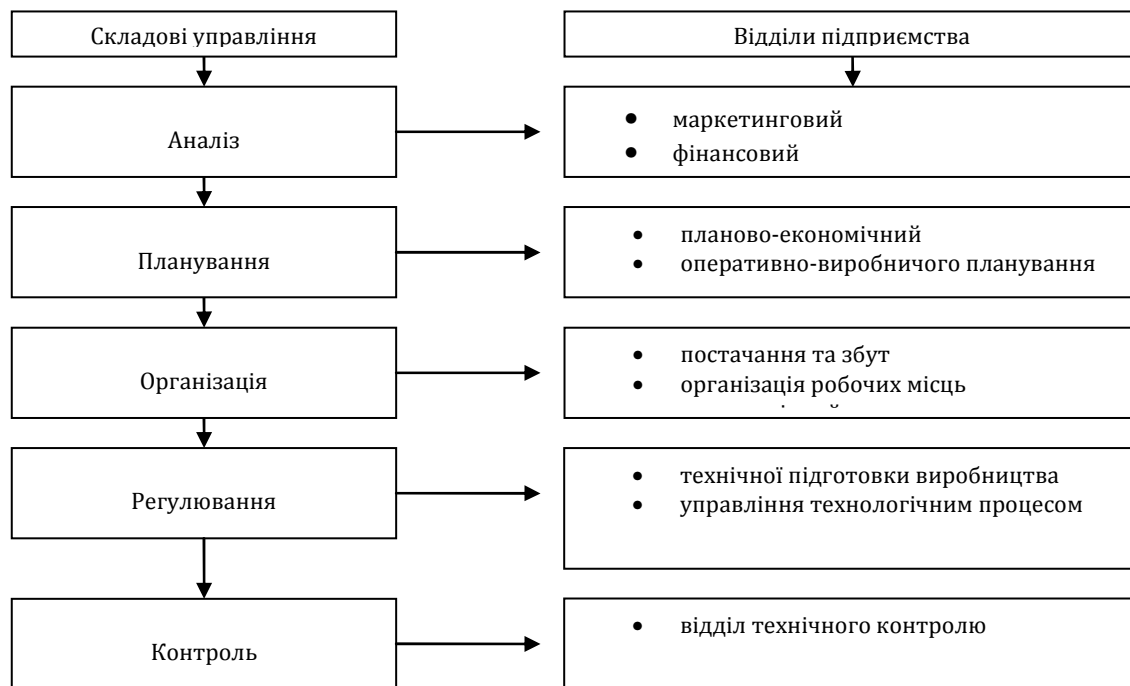 Складові управління
Відділи підприємства
Аналіз
• маркетинговий
• фінансовий
Планування
• планово-економічний
• оперативно-виробничого планування
Організація
• постачання та збут
• організація робочих місць
Регулювання
• технічної підготовки виробництва
• управління технологічним процесом
Контроль
• відділ технічного контролю